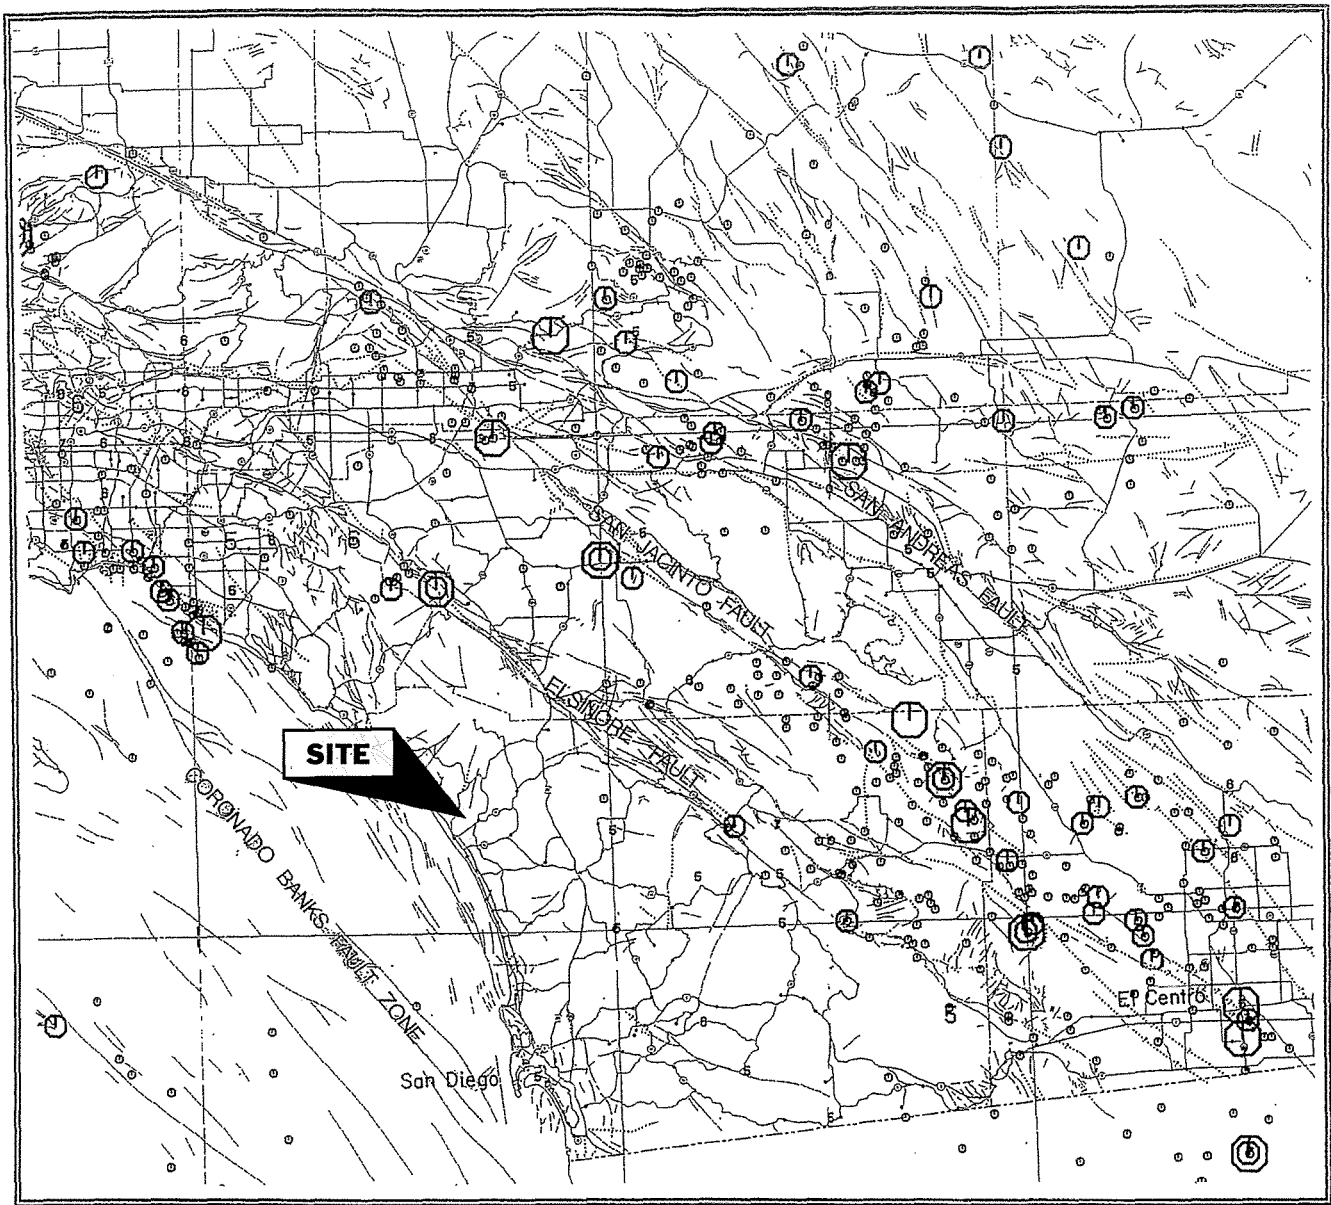 SAN ANDREAS FAULT
SAN JACINTO FAULT
ELSINORE FAULT
SITE
CORONADO BANKS FAULT ZONE
El Centro
San Diego